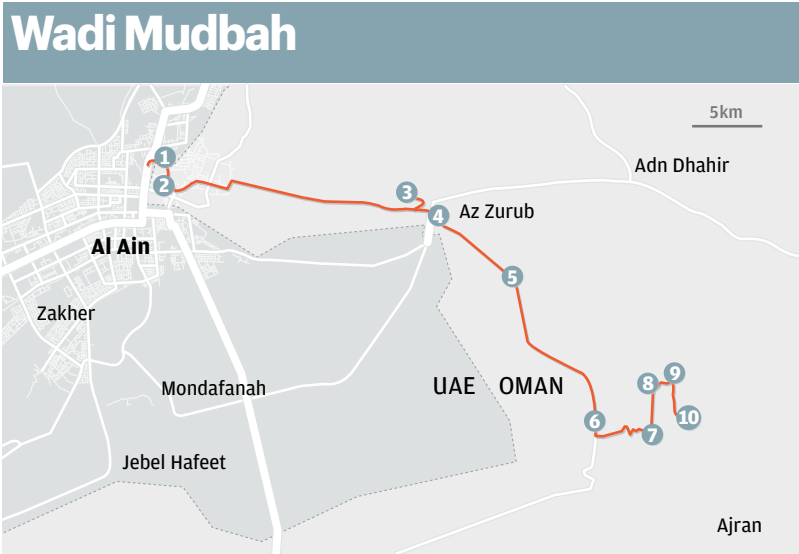 Wadi Mudbah
5km
1
Adn Dhahir
2
3
4
Az Zurub
Al Ain
5
Zakher
UAE
OMAN
Mondafanah
8
9
10
6
7
Jebel Hafeet
Ajran